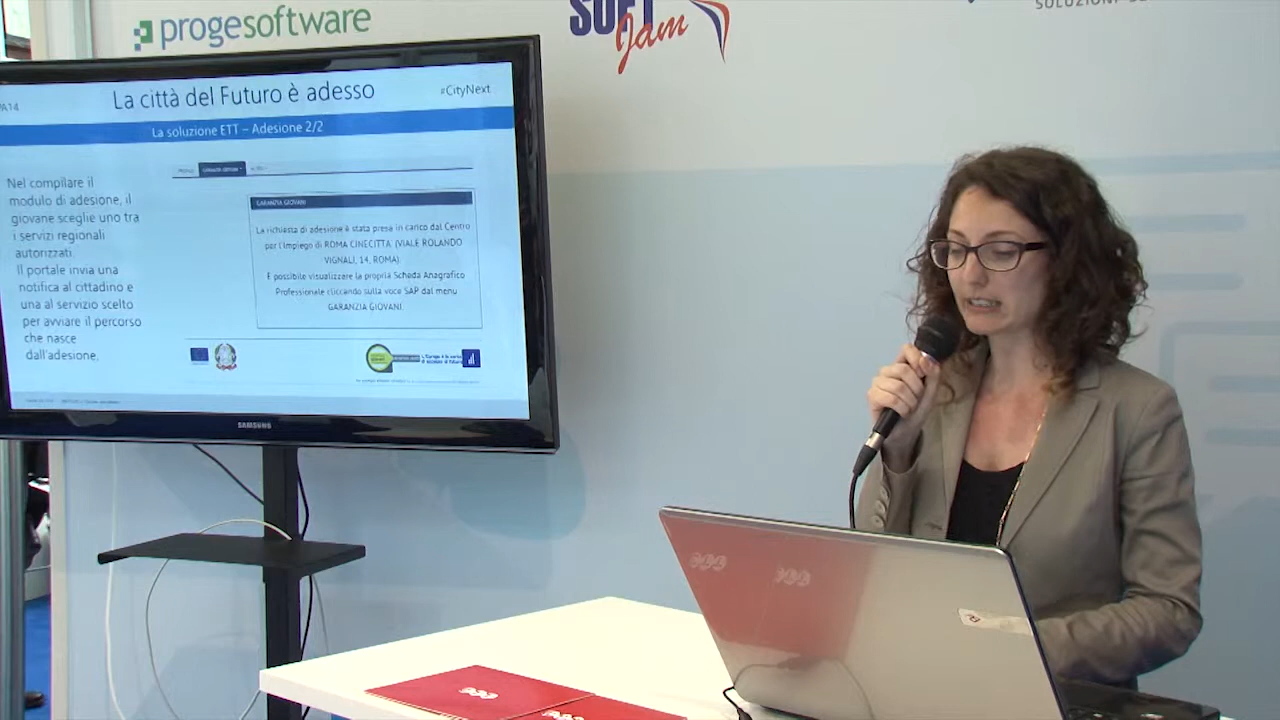 progesoftware
SOFT
Jam
SOLUZIONI
PA14
La città del Futuro è adesso
#CityNext
La soluzione ETT – Adesione 2/2
Nel compilare il
modulo di adesione, il
giovane sceglie uno tra
i servizi regionali
autorizzati.
Il portale invia una
notifica al cittadino e
una al servizio scelto
per avviare il percorso
che nasce
dall'adesione.
GARANZIA GIOVANI
La richiesta di adesione è stata presa in carico dal Centro
per l'Impiego di ROMA CINECITTA (VIALE ROLANDO
VIGNALI, 14, ROMA).
È possibile visualizzare la propria Scheda Anagrafico
Professionale cliccando sulla voce SAP dal menu
GARANZIA GIOVANI
SAMSUNG